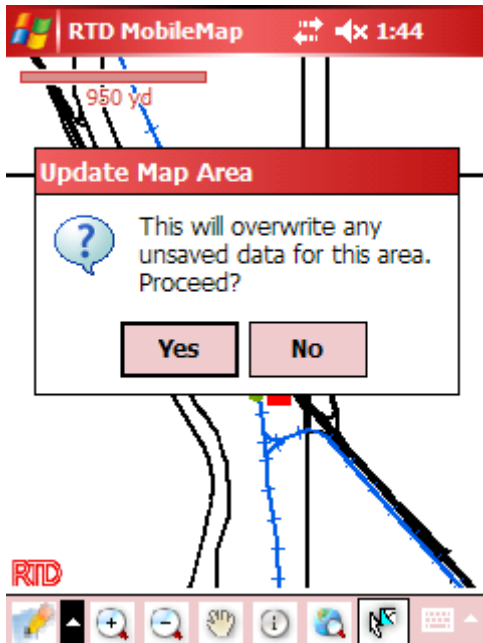 RTD MobileMap 1:44
950 yd
Update Map Area
This will overwrite any
unsaved data for this area.
Proceed?
Yes No
RTD